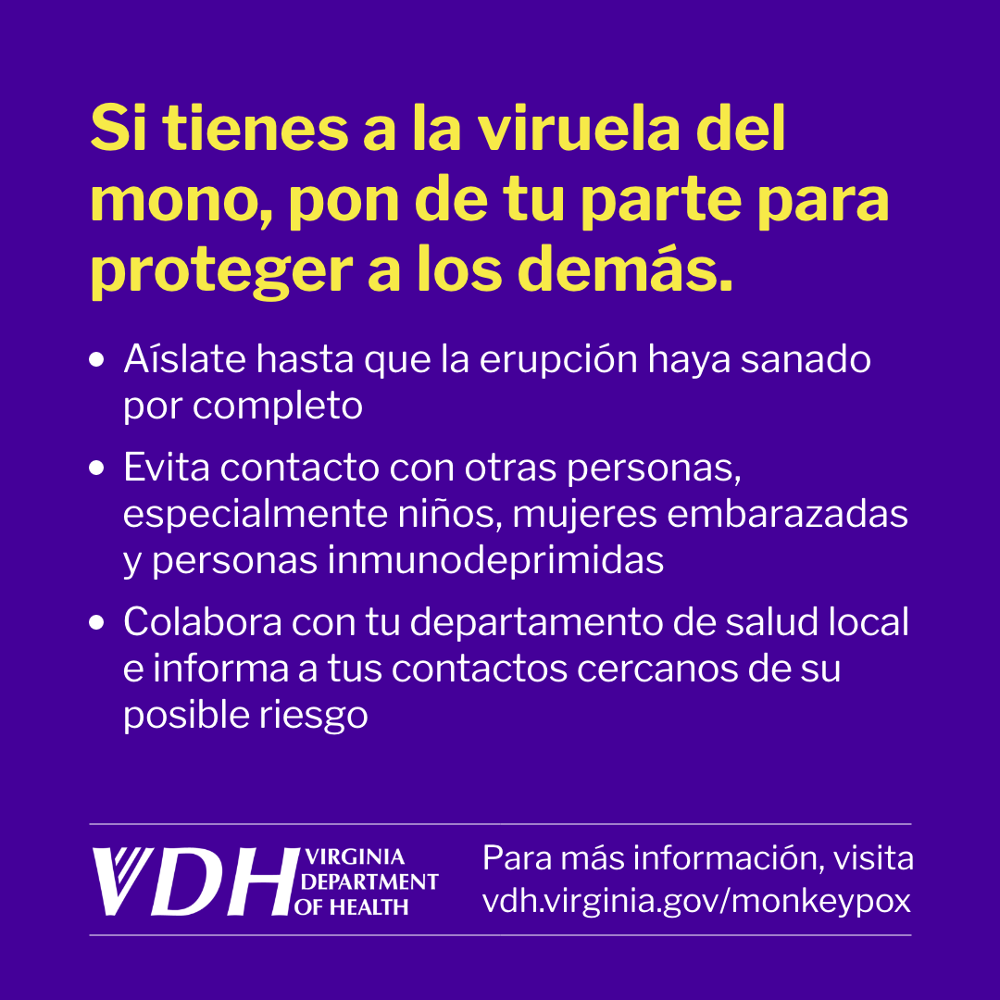 Si tienes a la viruela del
mono, pon de tu parte para
proteger a los demás.
• Aíslate hasta que la erupción haya sanado
por completo
• Evita contacto con otras personas,
especialmente niños, mujeres embarazadas
y personas inmunodeprimidas
• Colabora con tu departamento de salud local
e informa a tus contactos cercanos de su
posible riesgo
VDH VIRGINIA
DEPARTMENT
OF HEALTH
Para más información, visita
vdh.virginia.gov/monkeypox